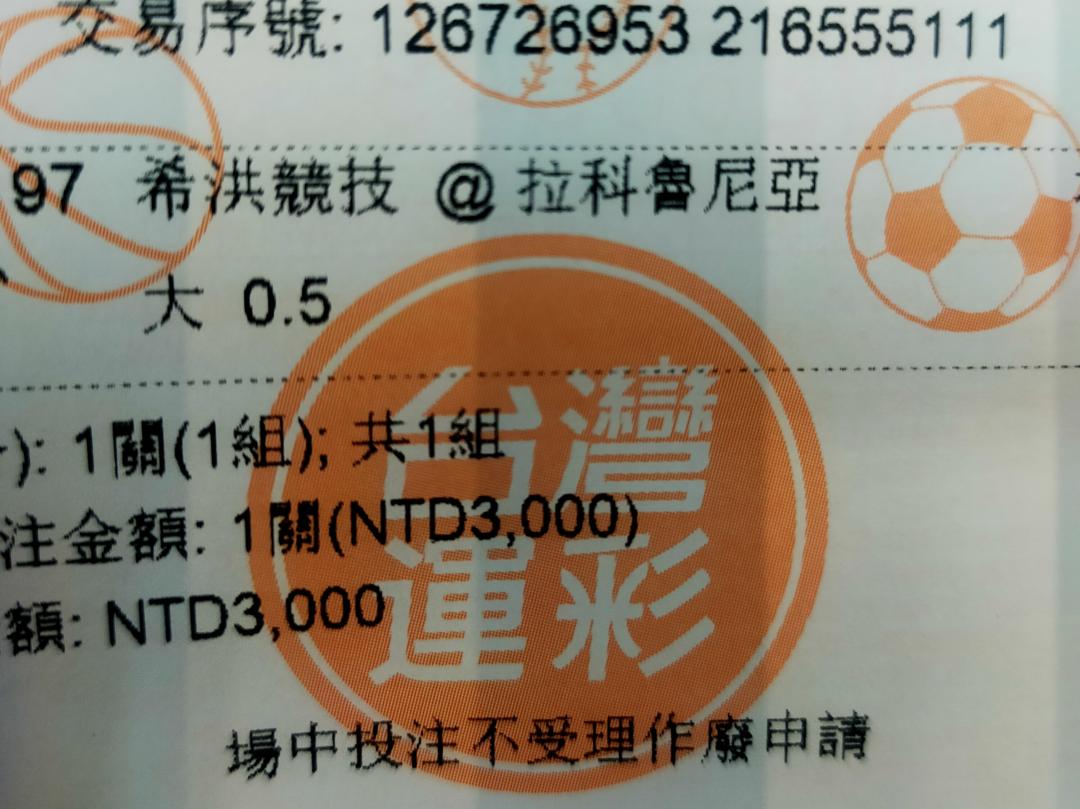 交易序號: 126726953 216555111
97 希洪競技 @ 拉科魯尼亞
大 0.5
): 1關(1組); 共1組
注金額: 1關(NTD3,000)
額: NTD3,000
台灣
運彩
場中投注不受理作廢申請